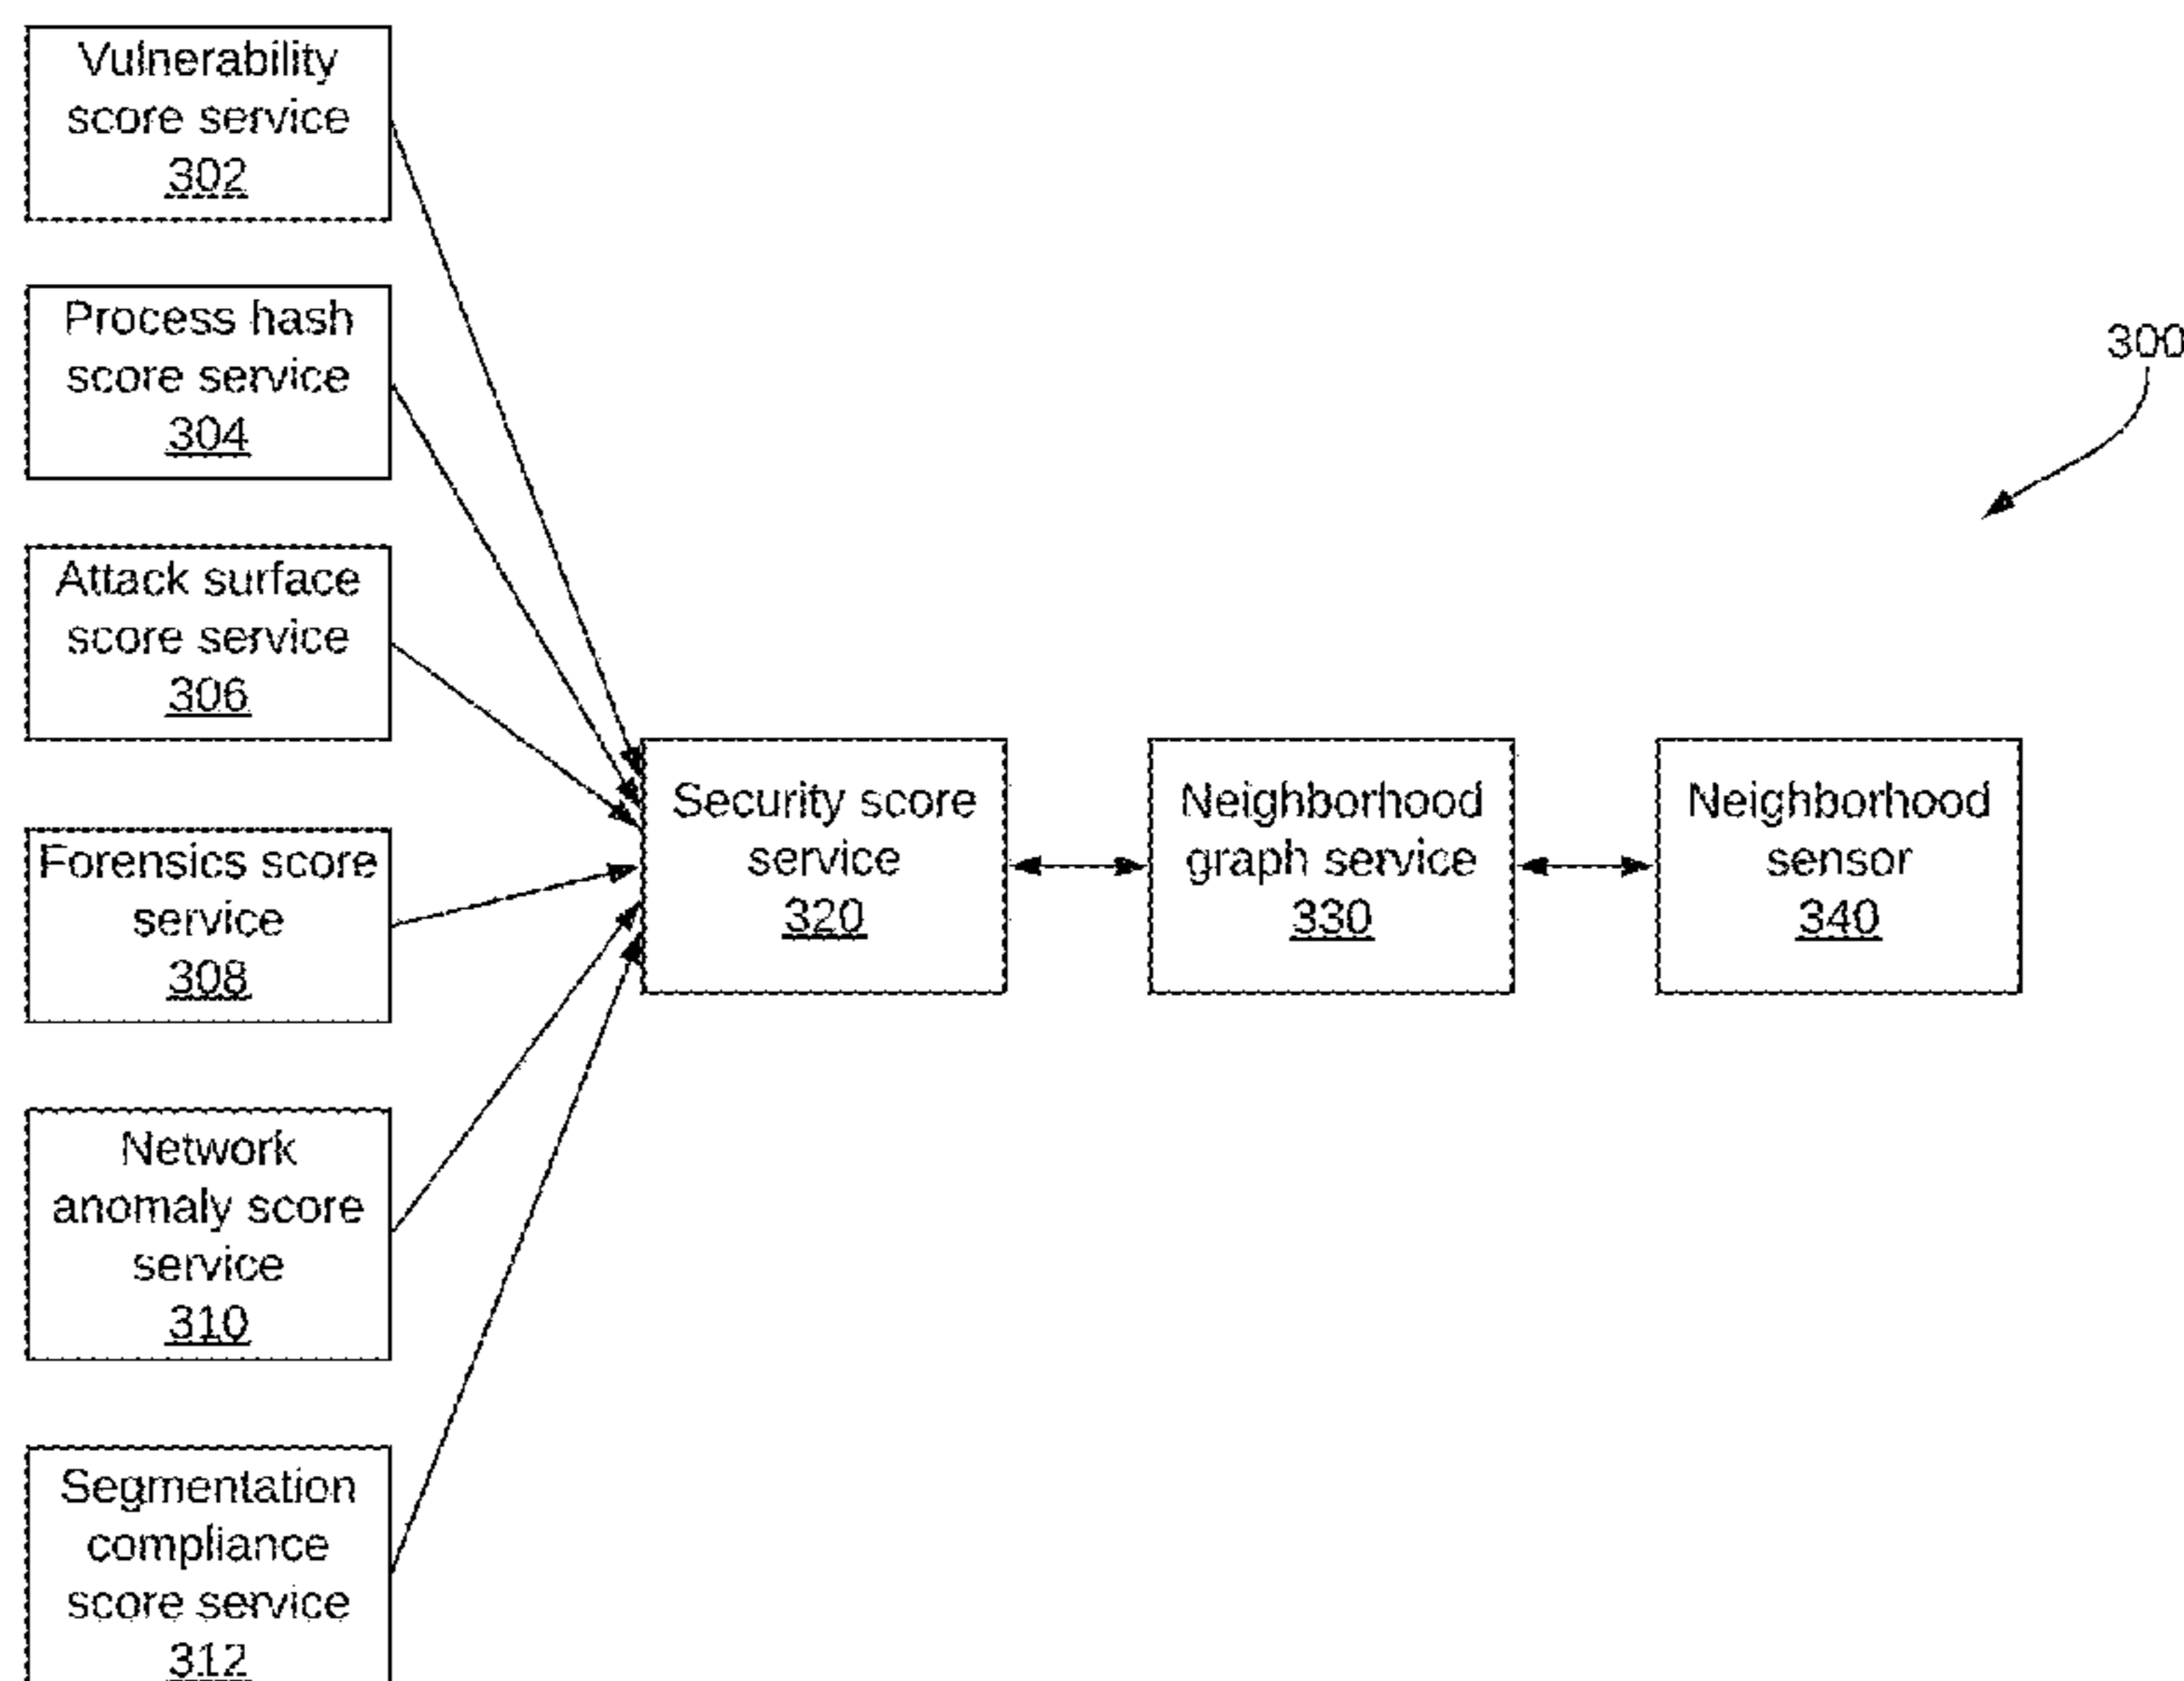 Vulnerability
score service
302
Process hash
score service
304
300
Attack surface
score service
306
Security score
service
320
Neighborhood
graph service
330
Neighborhood
sensor
340
Forensics score
service
308
Network
anomaly score
service
310
Segmentation
compliance
score service
312